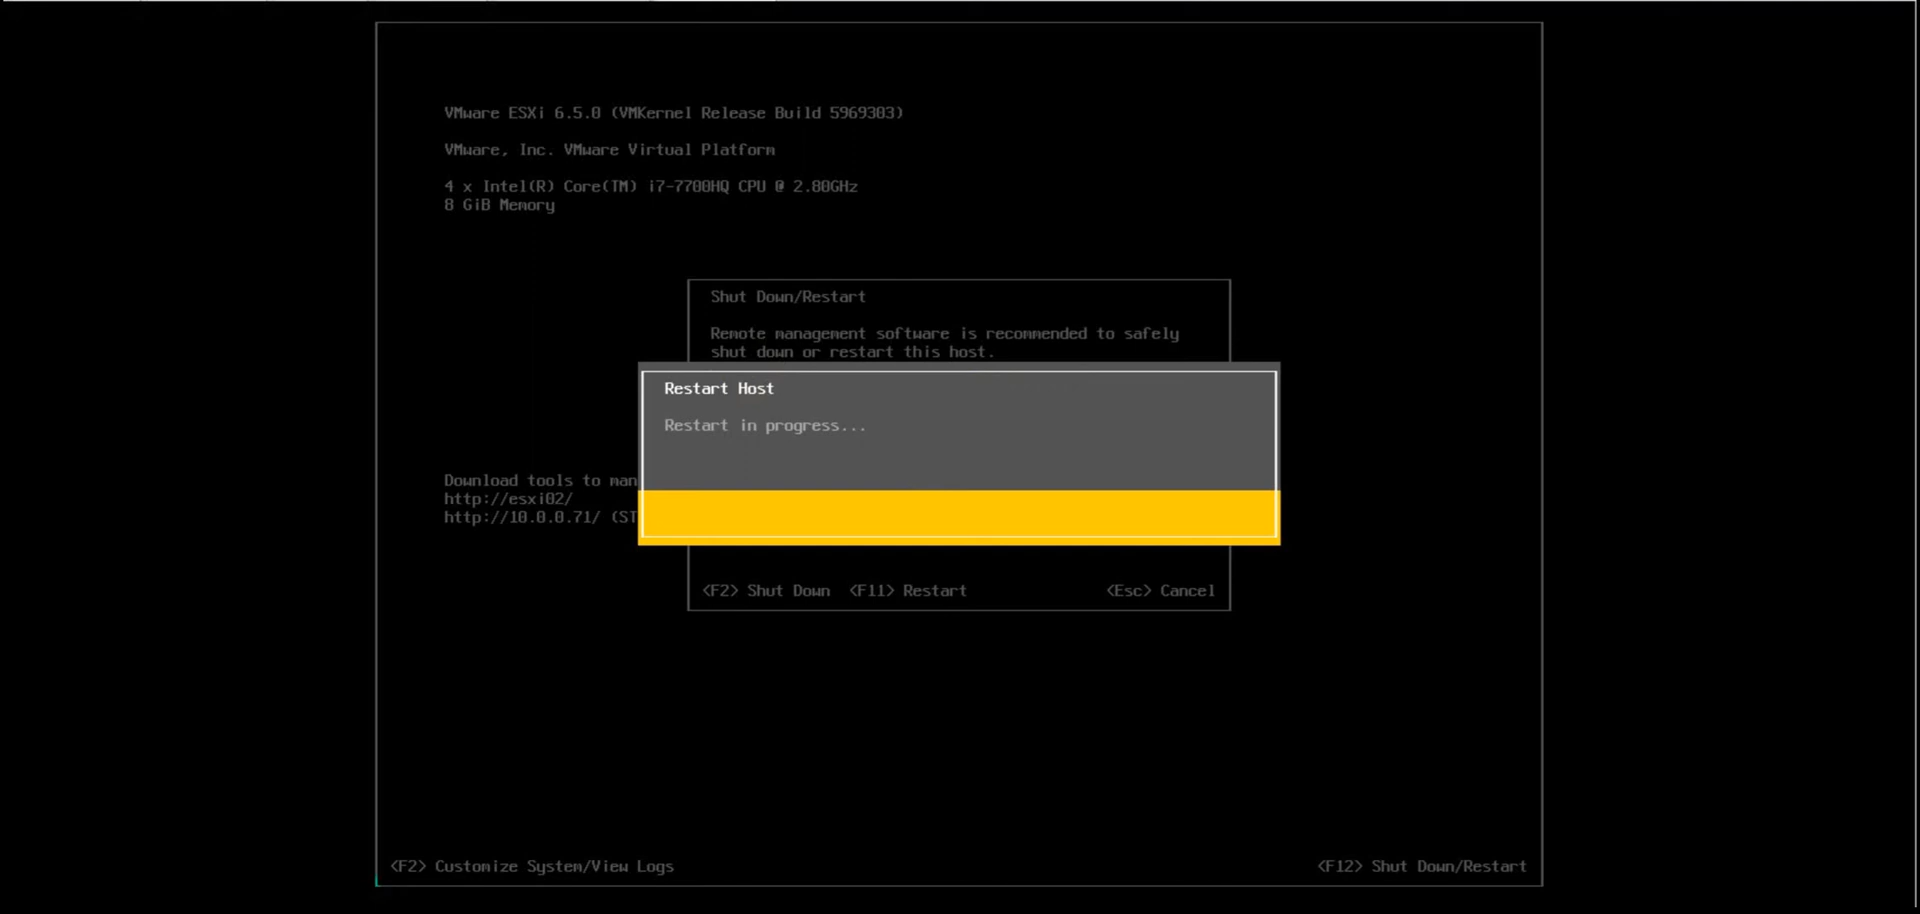 VMware ESXi 6.5.0 (VMKernel Release Build 5969303)
VMware, Inc. VMware Virtual Platform
4 x Intel(R) Core(TM) i7-7700HQ CPU @ 2.80GHz
8 GiB Memory
Shut Down/Restart
Remote management software is recommended to safely
shut down or restart this host.
Restart Host
Restart in progress...
Download tools to man
http://esxi02/
http://10.0.0.71/ (ST
<F2> Shut Down <F11> Restart <Esc> Cancel
<F2> Customize System/View Logs <F12> Shut Down/Restart